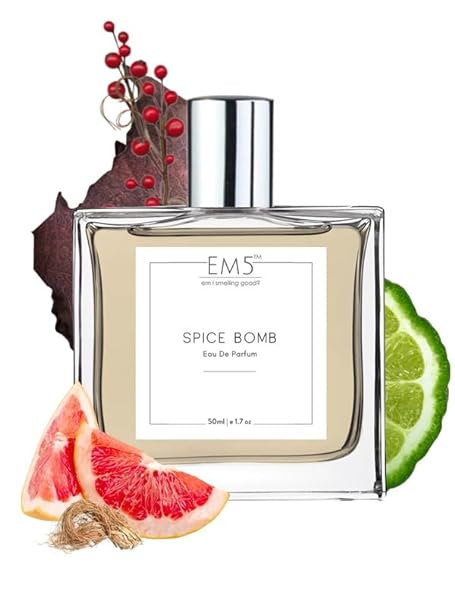 EM5™
em i smelling good?
SPICE BOMB
Eau De Parfum
50ml | e 1.7 oz